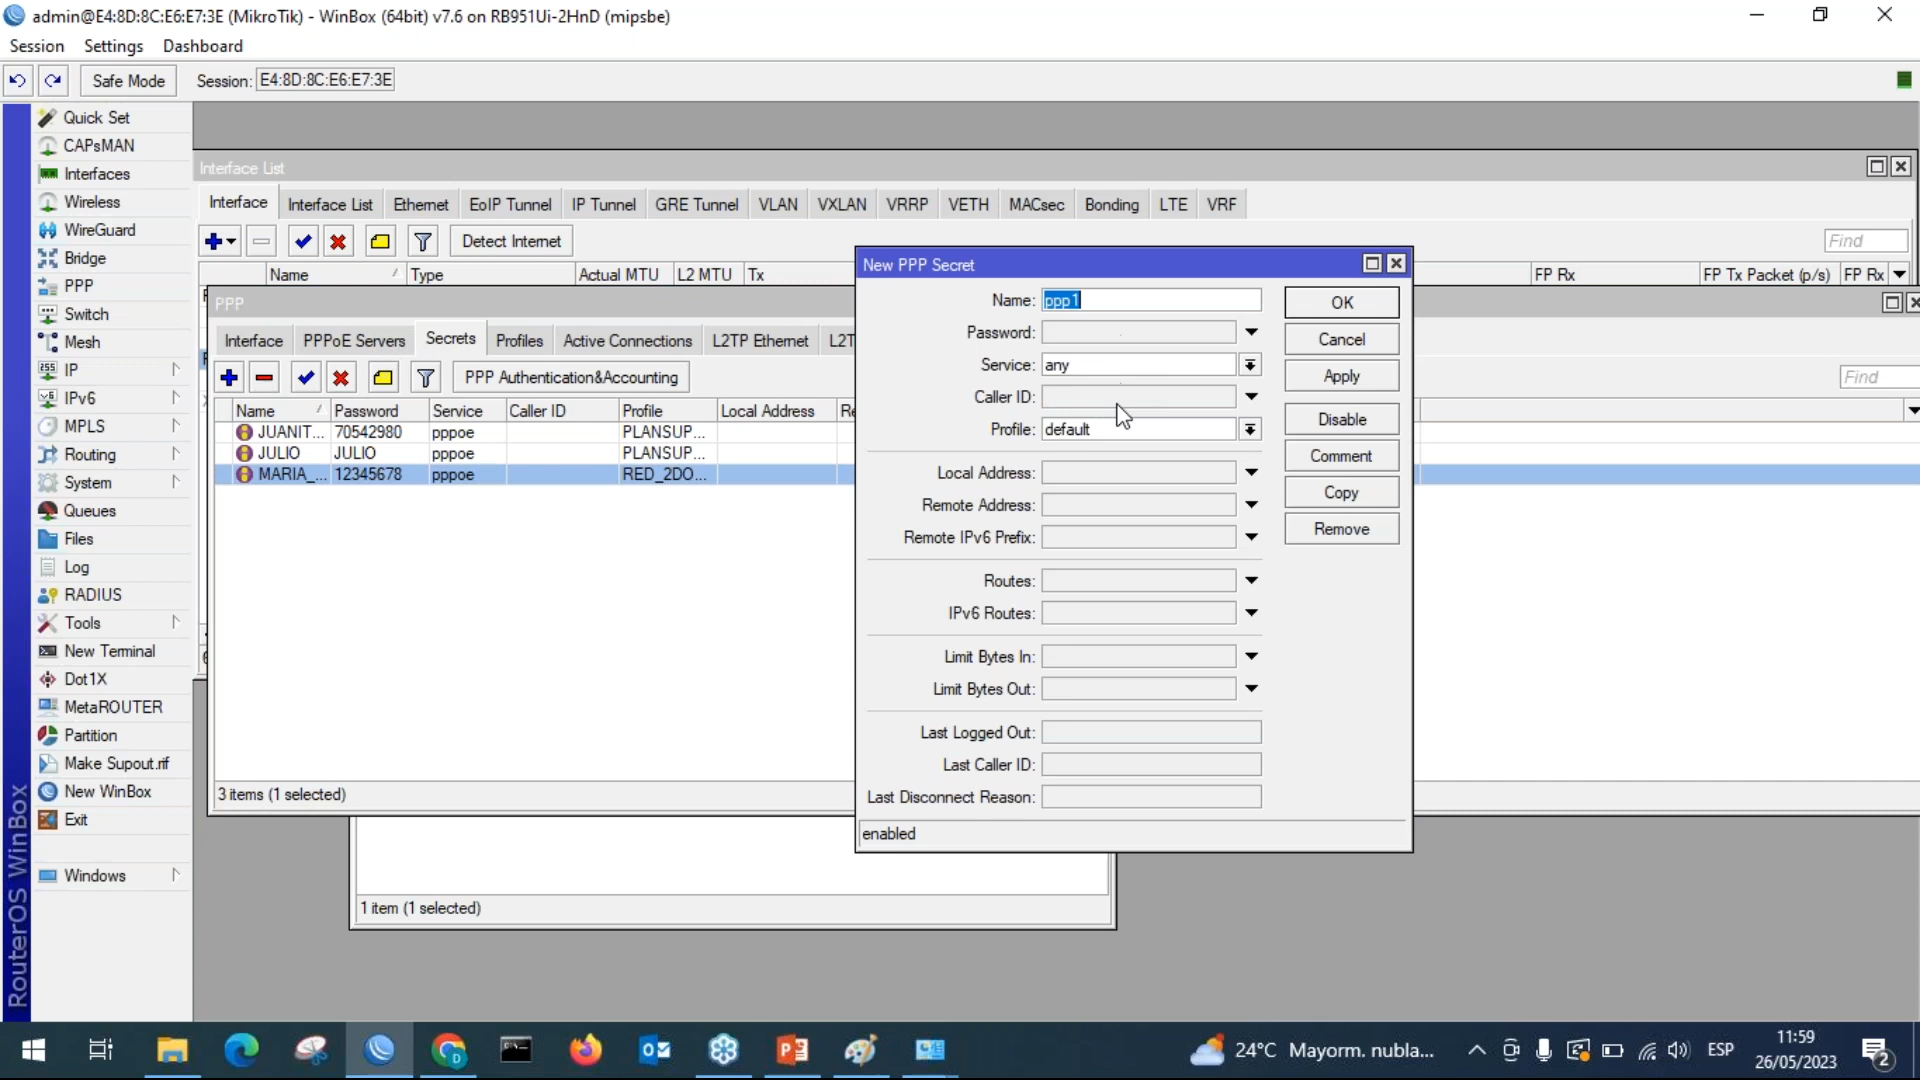 admin@E4:8D:8C:E6:E7:3E (MikroTik) - WinBox (64bit) v7.6 on RB951Ui-2HnD (mipsbe)
Session Settings Dashboard
Safe Mode Session: E4:8D:8C:E6:E7:3E
Quick Set
CAPsMAN
Interfaces
Wireless
WireGuard
Bridge
PPP
Switch
Mesh
IP
IPv6
MPLS
Routing
System
Queues
Files
Log
RADIUS
Tools
New Terminal
Dot1X
MetaROUTER
Partition
Make Supout.rif
New WinBox
Exit
Windows
RouterOS WinBox
Interface List
Interface Interface List Ethernet EoIP Tunnel IP Tunnel GRE Tunnel VLAN VXLAN VRRP VETH MACsec Bonding LTE VRF
Detect Internet Find
Name Type Actual MTU L2 MTU Tx FP Rx FP Tx Packet (p/s) FP Rx
PPP
Interface PPPoE Servers Secrets Profiles Active Connections L2TP Ethernet L2T
PPP Authentication&Accounting Find
Name Password Service Caller ID Profile Local Address Re
JUANIT... 70542980 pppoe PLANSUP...
JULIO JULIO pppoe PLANSUP...
MARIA_... 12345678 pppoe RED_2DO...
3 items (1 selected)
1 item (1 selected)
New PPP Secret
Name: ppp1
Password:
Service: any
Caller ID:
Profile: default
Local Address:
Remote Address:
Remote IPv6 Prefix:
Routes:
IPv6 Routes:
Limit Bytes In:
Limit Bytes Out:
Last Logged Out:
Last Caller ID:
Last Disconnect Reason:
enabled
OK
Cancel
Apply
Disable
Comment
Copy
Remove
24°C Mayorm. nubla... ESP
11:59
26/05/2023
2